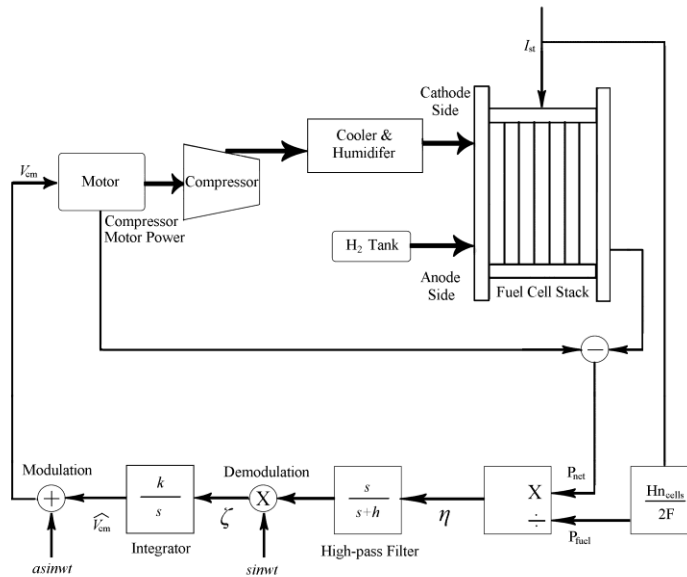 I_st
Cathode
Side
Cooler &
Humidifer
V_cm
Motor
Compressor
Compressor
Motor Power
H₂ Tank
Anode
Side
Fuel Cell Stack
−
P_net
Modulation
Demodulation
k
s
s
s+h
X
÷
Hn_cells
2F
+
V̂_cm
ζ
X
η
P_fuel
Integrator
High-pass Filter
asinwt
sinwt